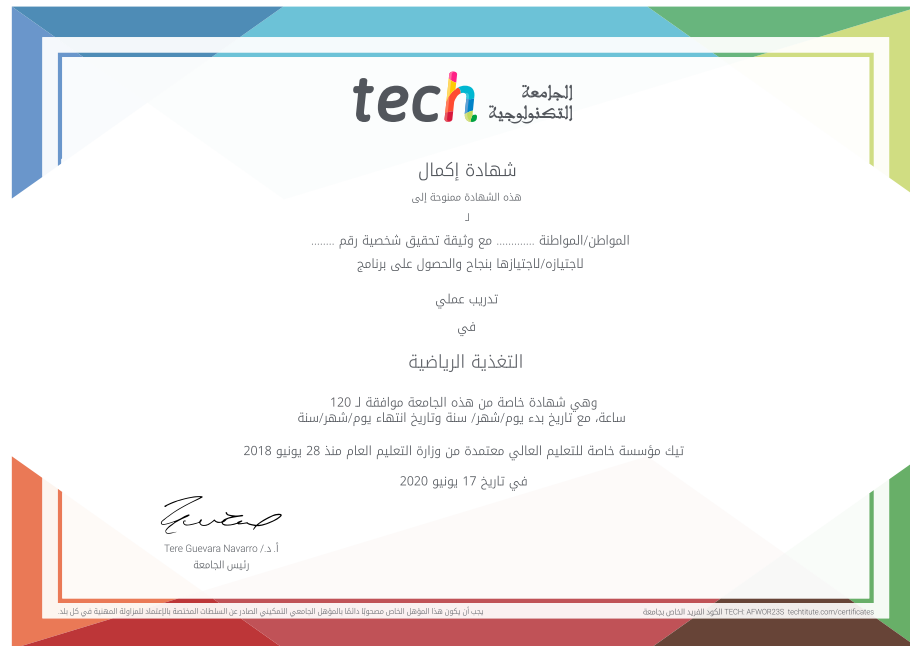 tech الجامعة
التكنولوجية
شهادة إكمال
هذه الشهادة ممنوحة إلى
لـ
المواطن/المواطنة ............. مع وثيقة تحقيق شخصية رقم ........
لاجتيازه/لاجتيازها بنجاح والحصول على برنامج
تدريب عملي
في
التغذية الرياضية
وهي شهادة خاصة من هذه الجامعة موافقة لـ 120
ساعة، مع تاريخ بدء يوم/شهر/ سنة وتاريخ انتهاء يوم/شهر/سنة
تيك مؤسسة خاصة للتعليم العالي معتمدة من وزارة التعليم العام منذ 28 يونيو 2018
في تاريخ 17 يونيو 2020
أ.د./ Tere Guevara Navarro
رئيس الجامعة
يجب أن يكون هذا المؤهل الخاص مصحوبًا دائمًا بالمؤهل الجامعي التمكيني الصادر عن السلطات المختصة بالإعتماد للمزاولة المهنية في كل بلد.
الكود الفريد الخاص بجامعة TECH: AFWOR23S techtitute.com/certificates